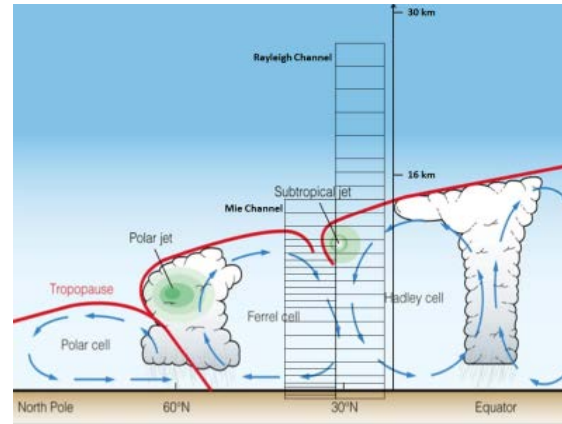 30 km
Rayleigh Channel
16 km
Subtropical jet
Mie Channel
Polar jet
Tropopause
Ferrel cell
Hadley cell
Polar cell
North Pole
60°N
30°N
Equator